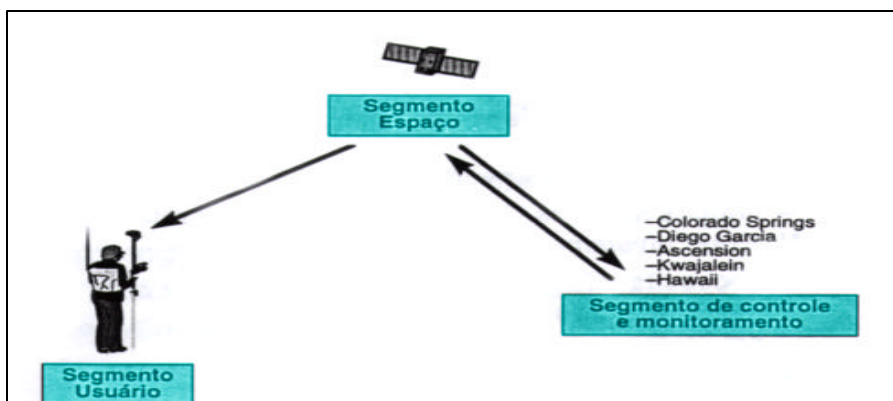 Segmento
Espaço
–Colorado Springs
–Diego Garcia
–Ascension
–Kwajalein
–Hawaii
Segmento de controle
e monitoramento
Segmento
Usuário